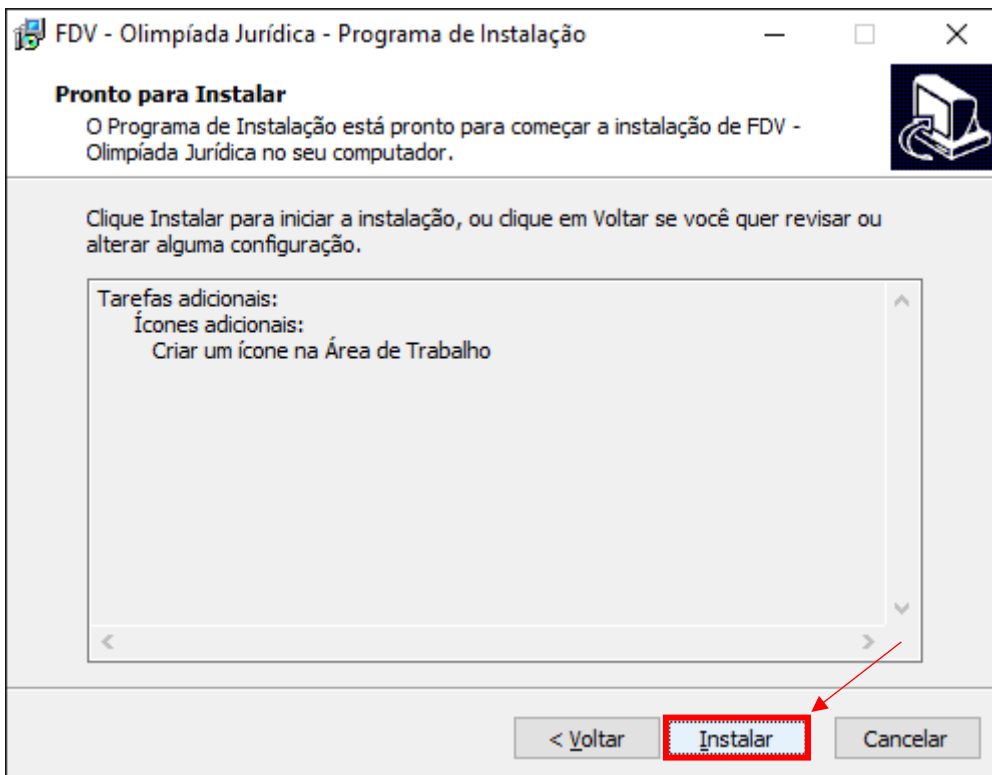 FDV - Olimpíada Jurídica - Programa de Instalação
Pronto para Instalar
O Programa de Instalação está pronto para começar a instalação de FDV -
Olimpíada Jurídica no seu computador.
Clique Instalar para iniciar a instalação, ou clique em Voltar se você quer revisar ou
alterar alguma configuração.
Tarefas adicionais:
Ícones adicionais:
Criar um ícone na Área de Trabalho
< Voltar Instalar Cancelar